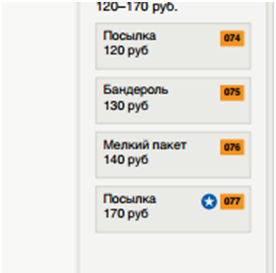 120–170 руб.
Посылка 074
120 руб
Бандероль 075
130 руб
Мелкий пакет 076
140 руб
Посылка 077
170 руб